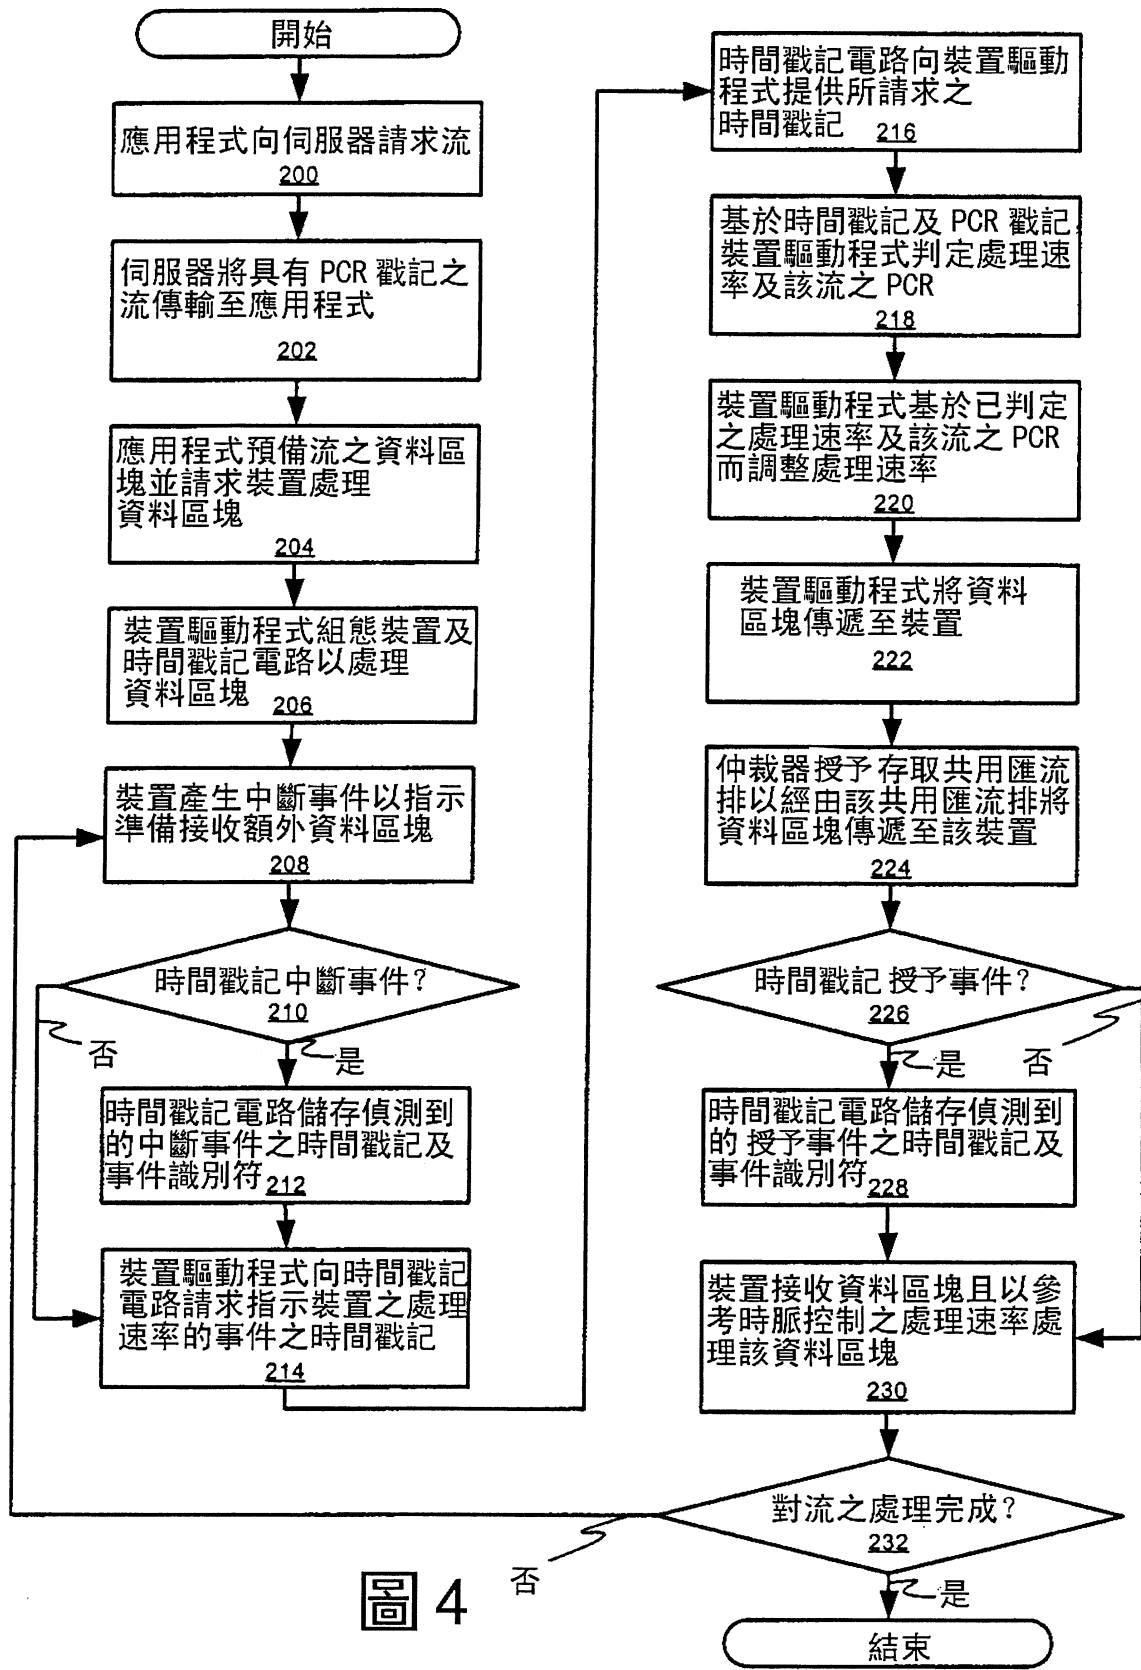 開始
應用程式向伺服器請求流
200
伺服器將具有 PCR 戳記之
流傳輸至應用程式
202
應用程式預備流之資料區
塊並請求裝置處理
資料區塊
204
裝置驅動程式組態裝置及
時間戳記電路以處理
資料區塊 206
裝置產生中斷事件以指示
準備接收額外資料區塊
208
時間戳記中斷事件?
210
否
是
時間戳記電路儲存偵測到
的中斷事件之時間戳記及
事件識別符 212
裝置驅動程式向時間戳記
電路請求指示裝置之處理
速率的事件之時間戳記
214
時間戳記電路向裝置驅動
程式提供所請求之
時間戳記 216
基於時間戳記及 PCR 戳記,
裝置驅動程式判定處理速
率及該流之 PCR
218
裝置驅動程式基於已判定
之處理速率及該流之 PCR
而調整處理速率
220
裝置驅動程式將資料
區塊傳遞至裝置
222
仲裁器授予存取共用匯流
排以經由該共用匯流排將
資料區塊傳遞至該裝置
224
時間戳記 授予事件?
226
是
否
時間戳記電路儲存偵測到
的 授予事件之時間戳記及
事件識別符 228
裝置接收資料區塊且以參
考時脈控制之處理速率處
理該資料區塊
230
對流之處理完成?
232
否
是
結束
圖 4